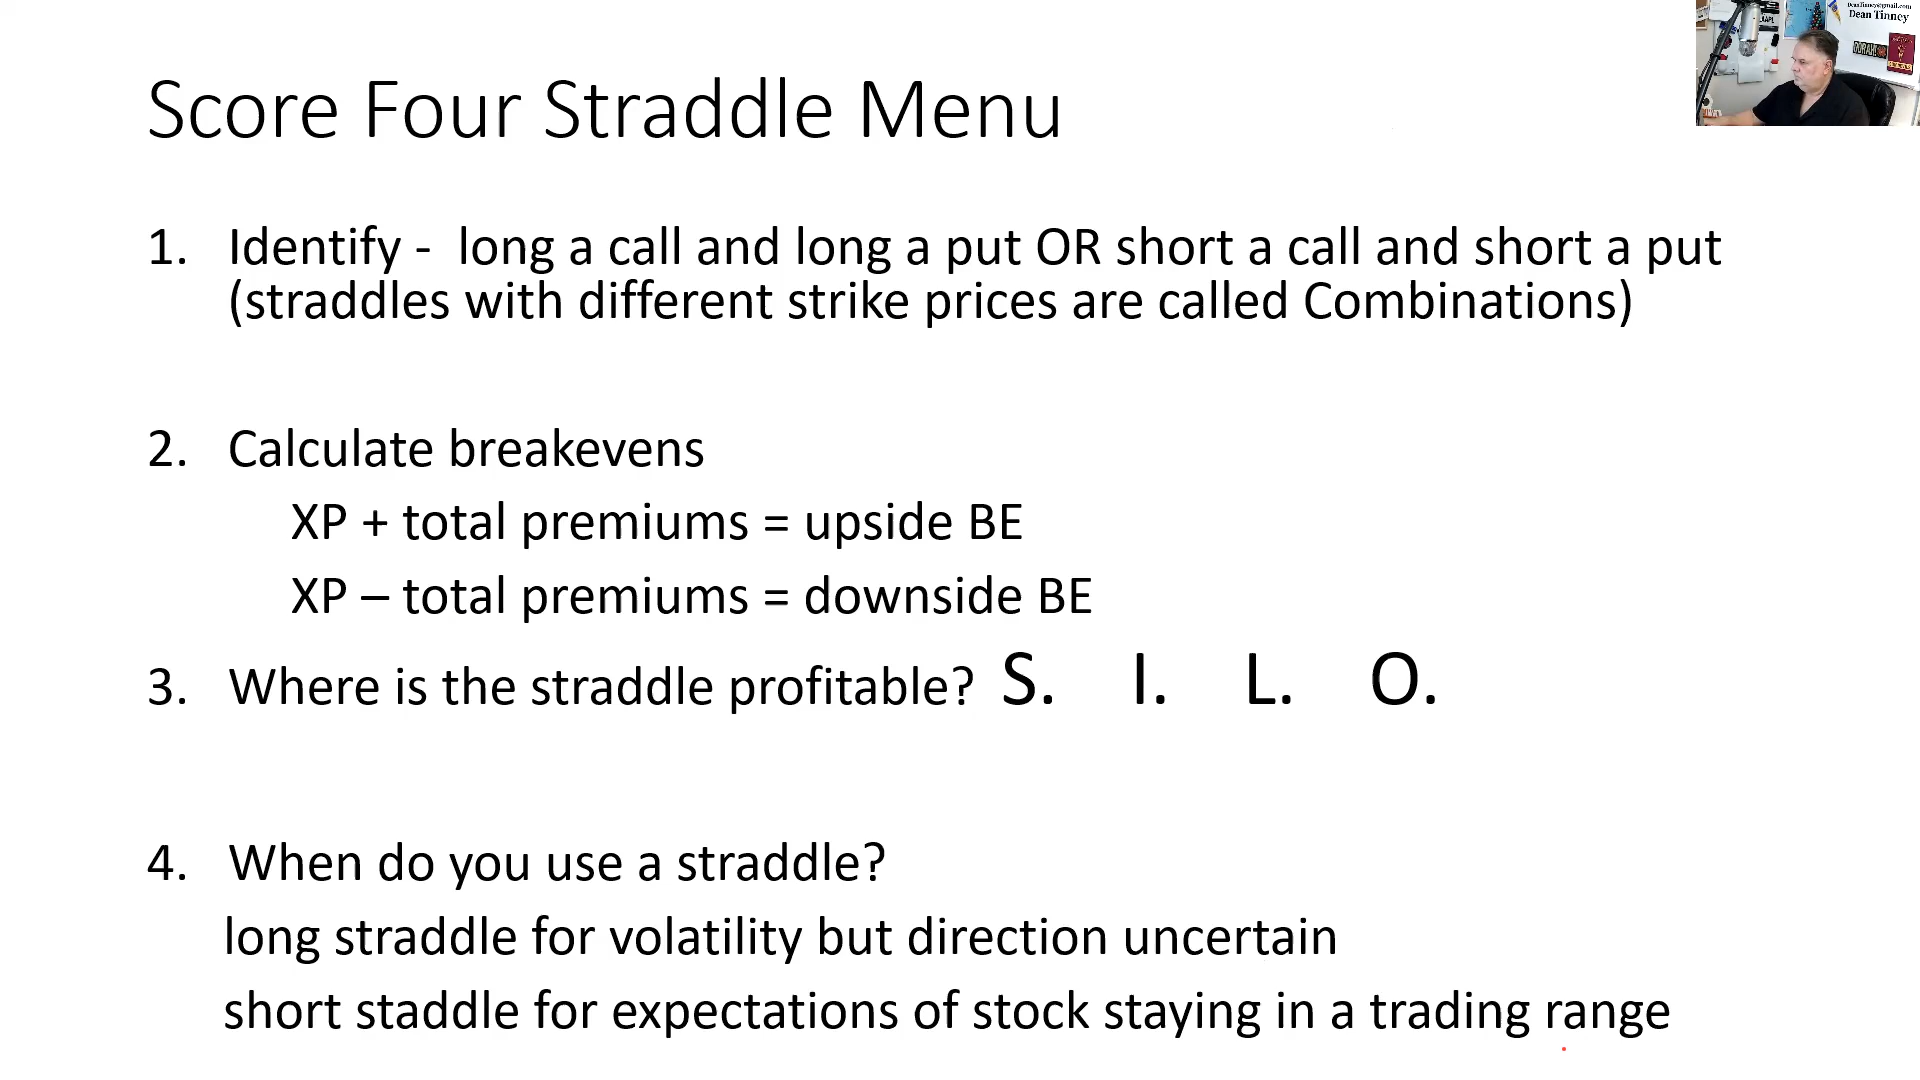 DeanTinney@gmail.com
Dean Tinney
Score Four Straddle Menu
1. Identify - long a call and long a put OR short a call and short a put
(straddles with different strike prices are called Combinations)
2. Calculate breakevens
XP + total premiums = upside BE
XP – total premiums = downside BE
3. Where is the straddle profitable? S. I. L. O.
4. When do you use a straddle?
long straddle for volatility but direction uncertain
short staddle for expectations of stock staying in a trading range